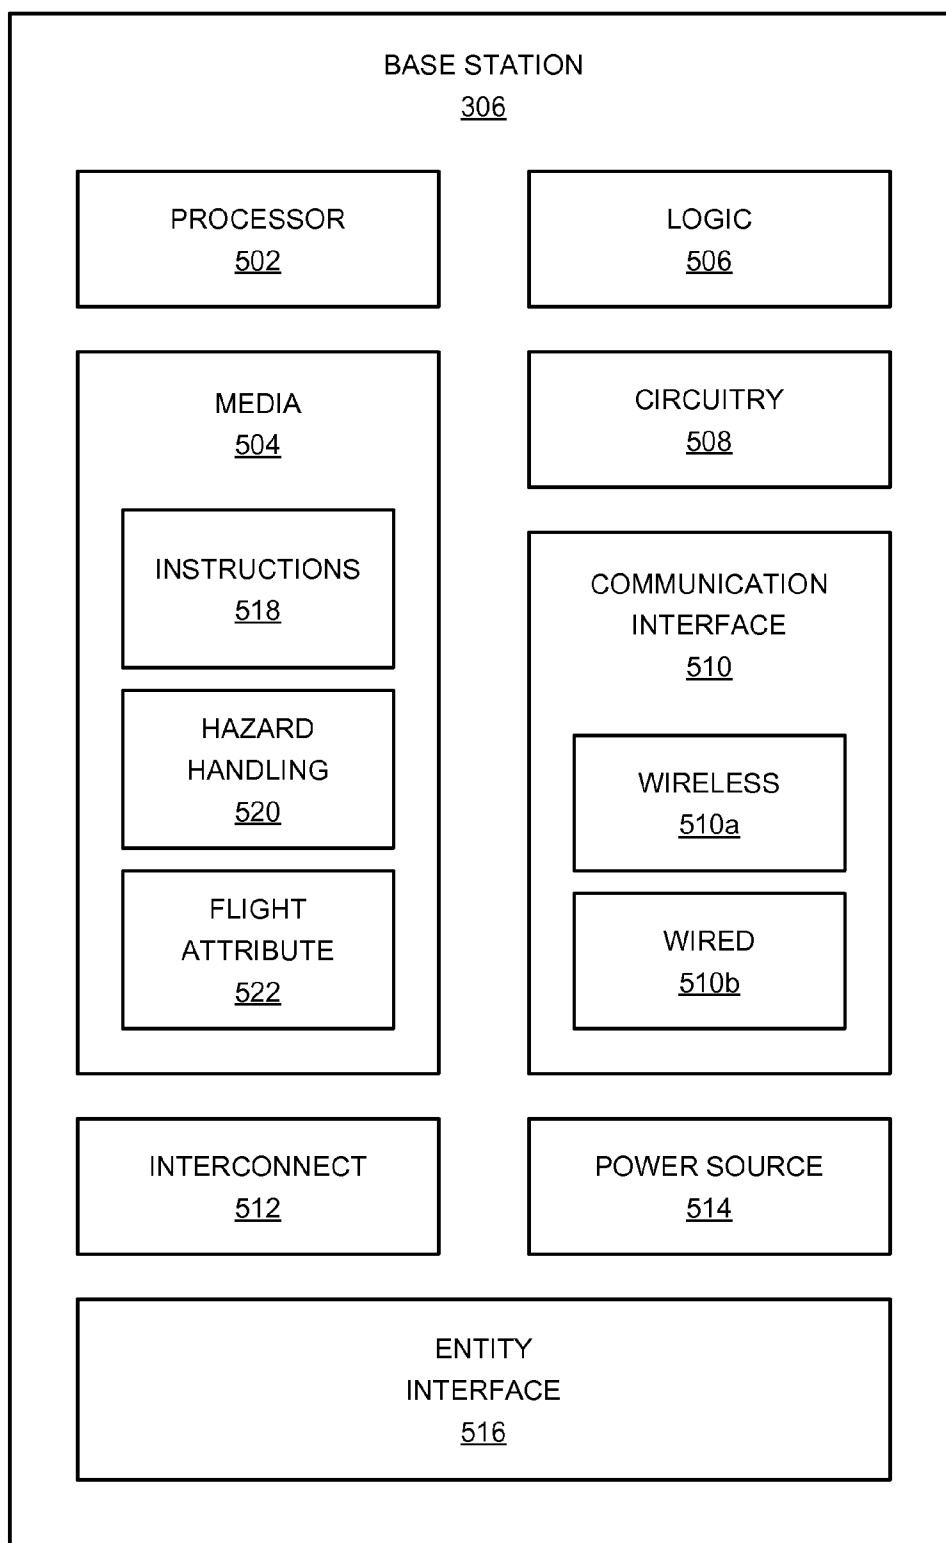 BASE STATION
306
PROCESSOR
502
LOGIC
506
MEDIA
504
INSTRUCTIONS
518
HAZARD
HANDLING
520
FLIGHT
ATTRIBUTE
522
CIRCUITRY
508
COMMUNICATION
INTERFACE
510
WIRELESS
510a
WIRED
510b
INTERCONNECT
512
POWER SOURCE
514
ENTITY
INTERFACE
516